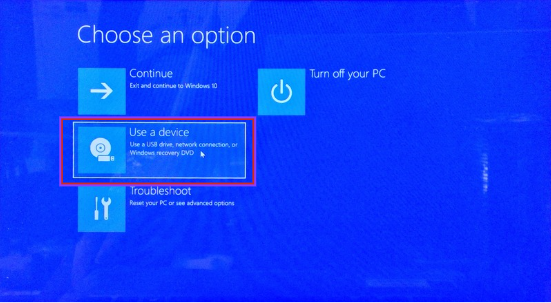 Choose an option
Continue
Exit and continue to Windows 10
Turn off your PC
Use a device
Use a USB drive, network connection, or
Windows recovery DVD
Troubleshoot
Reset your PC or see advanced options